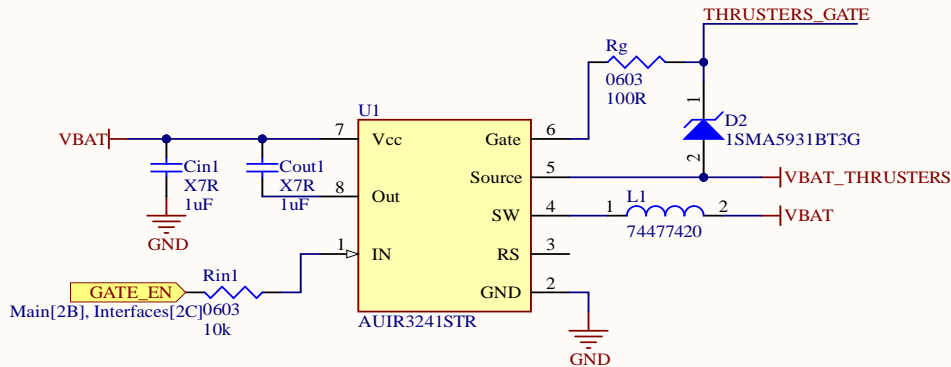 THRUSTERS_GATE
Rg
0603
100R
1
D2
1SMA5931BT3G
2
U1
VBAT
7
Vcc
Gate
6
Cin1
X7R
1uF
GND
Cout1
X7R
1uF
8
Out
Source
5
VBAT_THRUSTERS
SW
4
1
L1
2
VBAT
74477420
1
IN
RS
3
GND
2
GND
GATE_EN
Rin1
Main[2B], Interfaces[2C]
0603
10k
AUIR3241STR